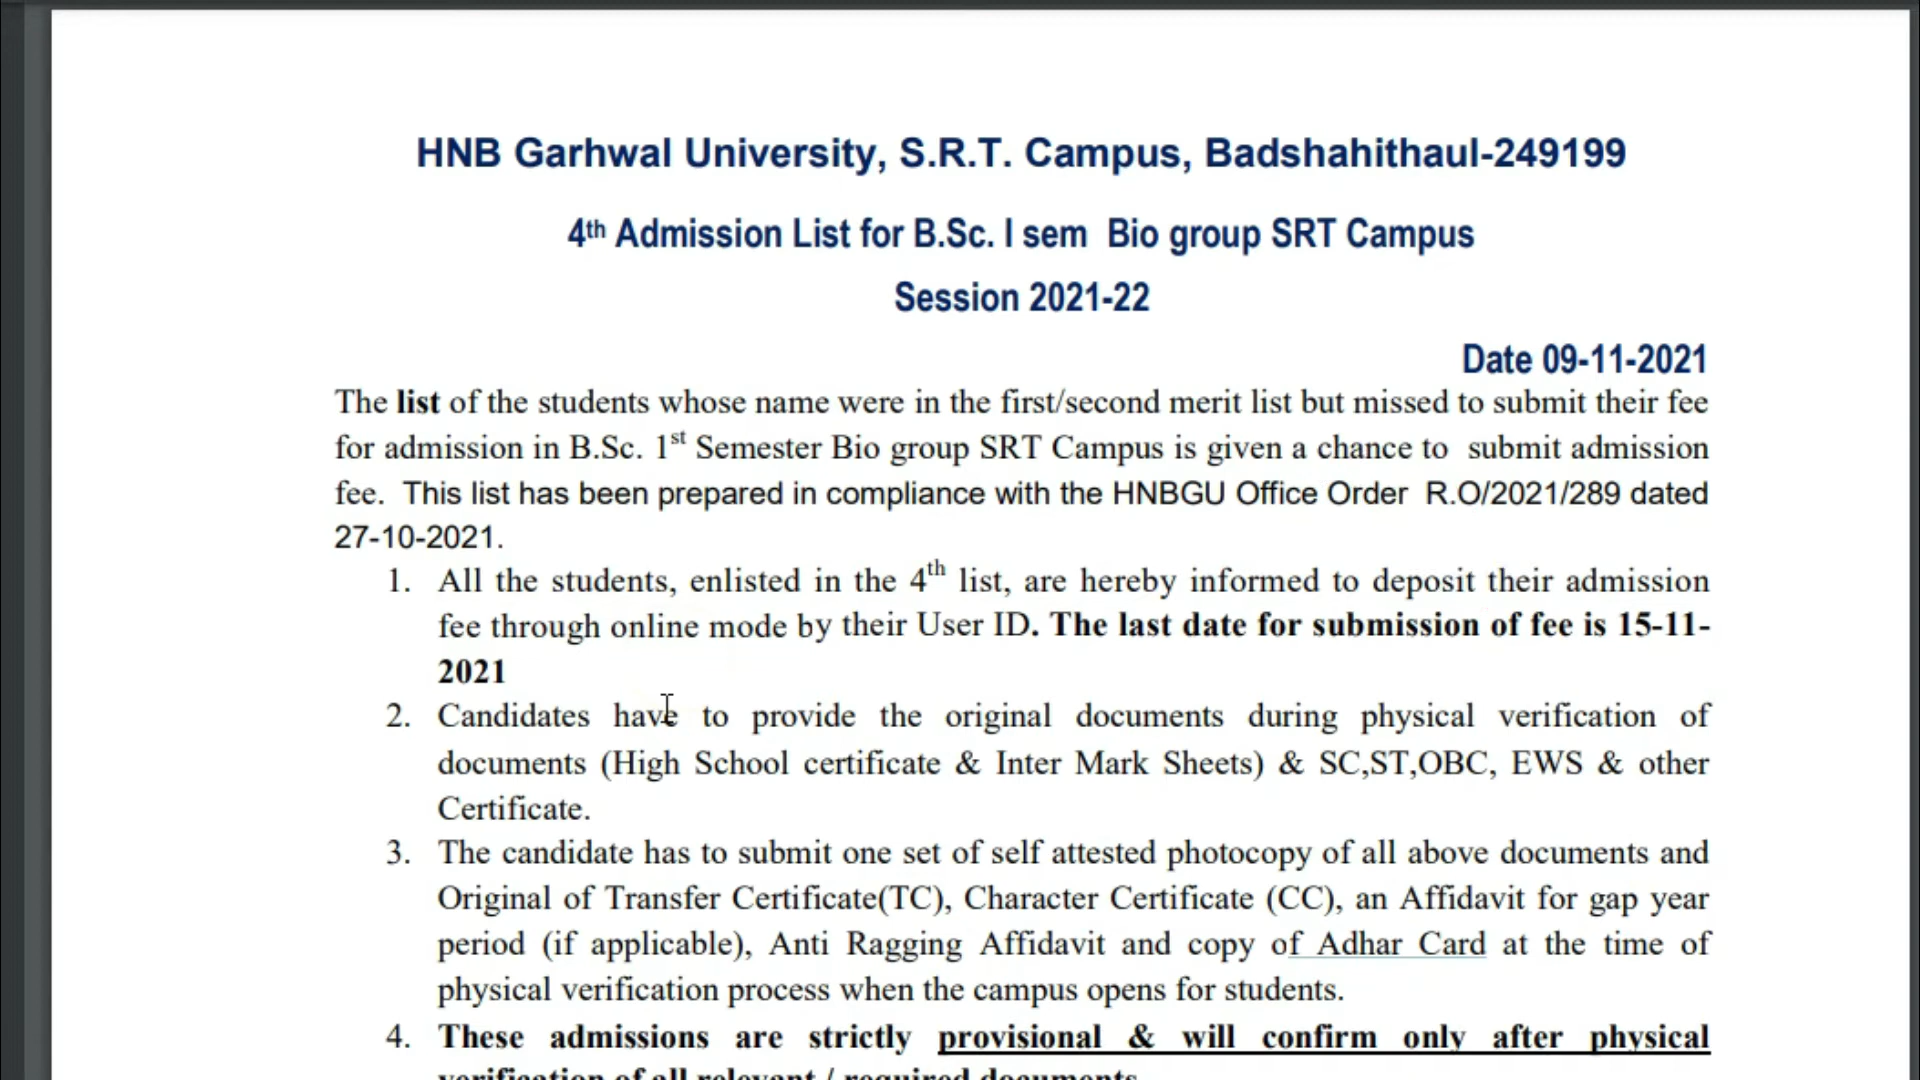 HNB Garhwal University, S.R.T. Campus, Badshahithaul-249199
4th Admission List for B.Sc. I sem Bio group SRT Campus
Session 2021-22
Date 09-11-2021
The list of the students whose name were in the first/second merit list but missed to submit their fee
for admission in B.Sc. 1st Semester Bio group SRT Campus is given a chance to submit admission
fee. This list has been prepared in compliance with the HNBGU Office Order R.O/2021/289 dated
27-10-2021.
1. All the students, enlisted in the 4th list, are hereby informed to deposit their admission
fee through online mode by their User ID. The last date for submission of fee is 15-11-
2021
2. Candidates have to provide the original documents during physical verification of
documents (High School certificate & Inter Mark Sheets) & SC,ST,OBC, EWS & other
Certificate.
3. The candidate has to submit one set of self attested photocopy of all above documents and
Original of Transfer Certificate(TC), Character Certificate (CC), an Affidavit for gap year
period (if applicable), Anti Ragging Affidavit and copy of Adhar Card at the time of
physical verification process when the campus opens for students.
4. These admissions are strictly provisional & will confirm only after physical
verification of all relevant / required documents.